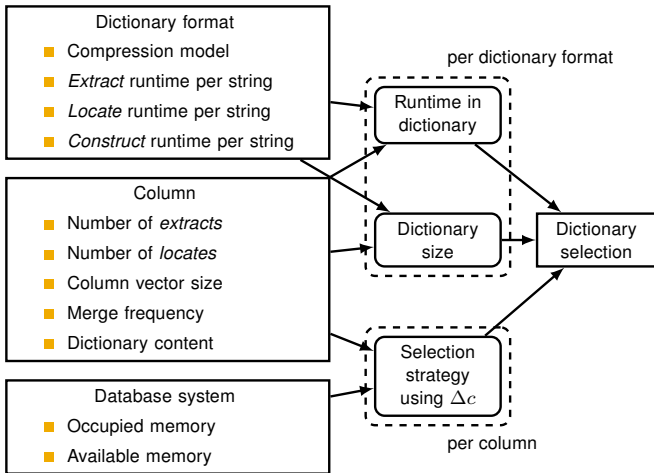 Dictionary format
Compression model
Extract runtime per string
Locate runtime per string
Construct runtime per string
Column
Number of extracts
Number of locates
Column vector size
Merge frequency
Dictionary content
Database system
Occupied memory
Available memory
per dictionary format
Runtime in
dictionary
Dictionary
size
Selection
strategy
using Δc
per column
Dictionary
selection